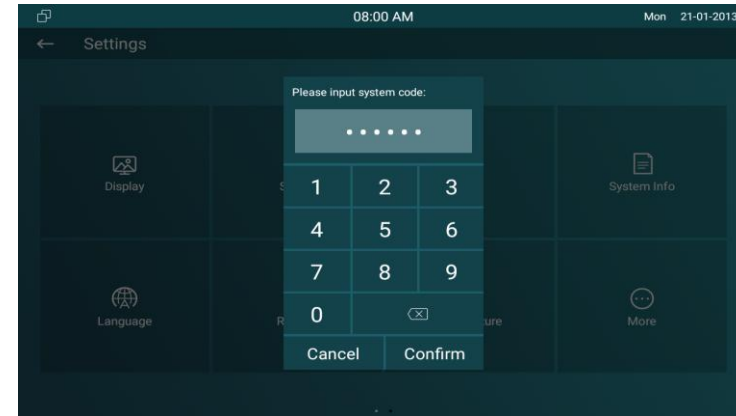 08:00 AM
Mon 21-01-2013
Settings
Please input system code:
Display
System Info
1 2 3
4 5 6
7 8 9
Language
0
More
Cancel Confirm